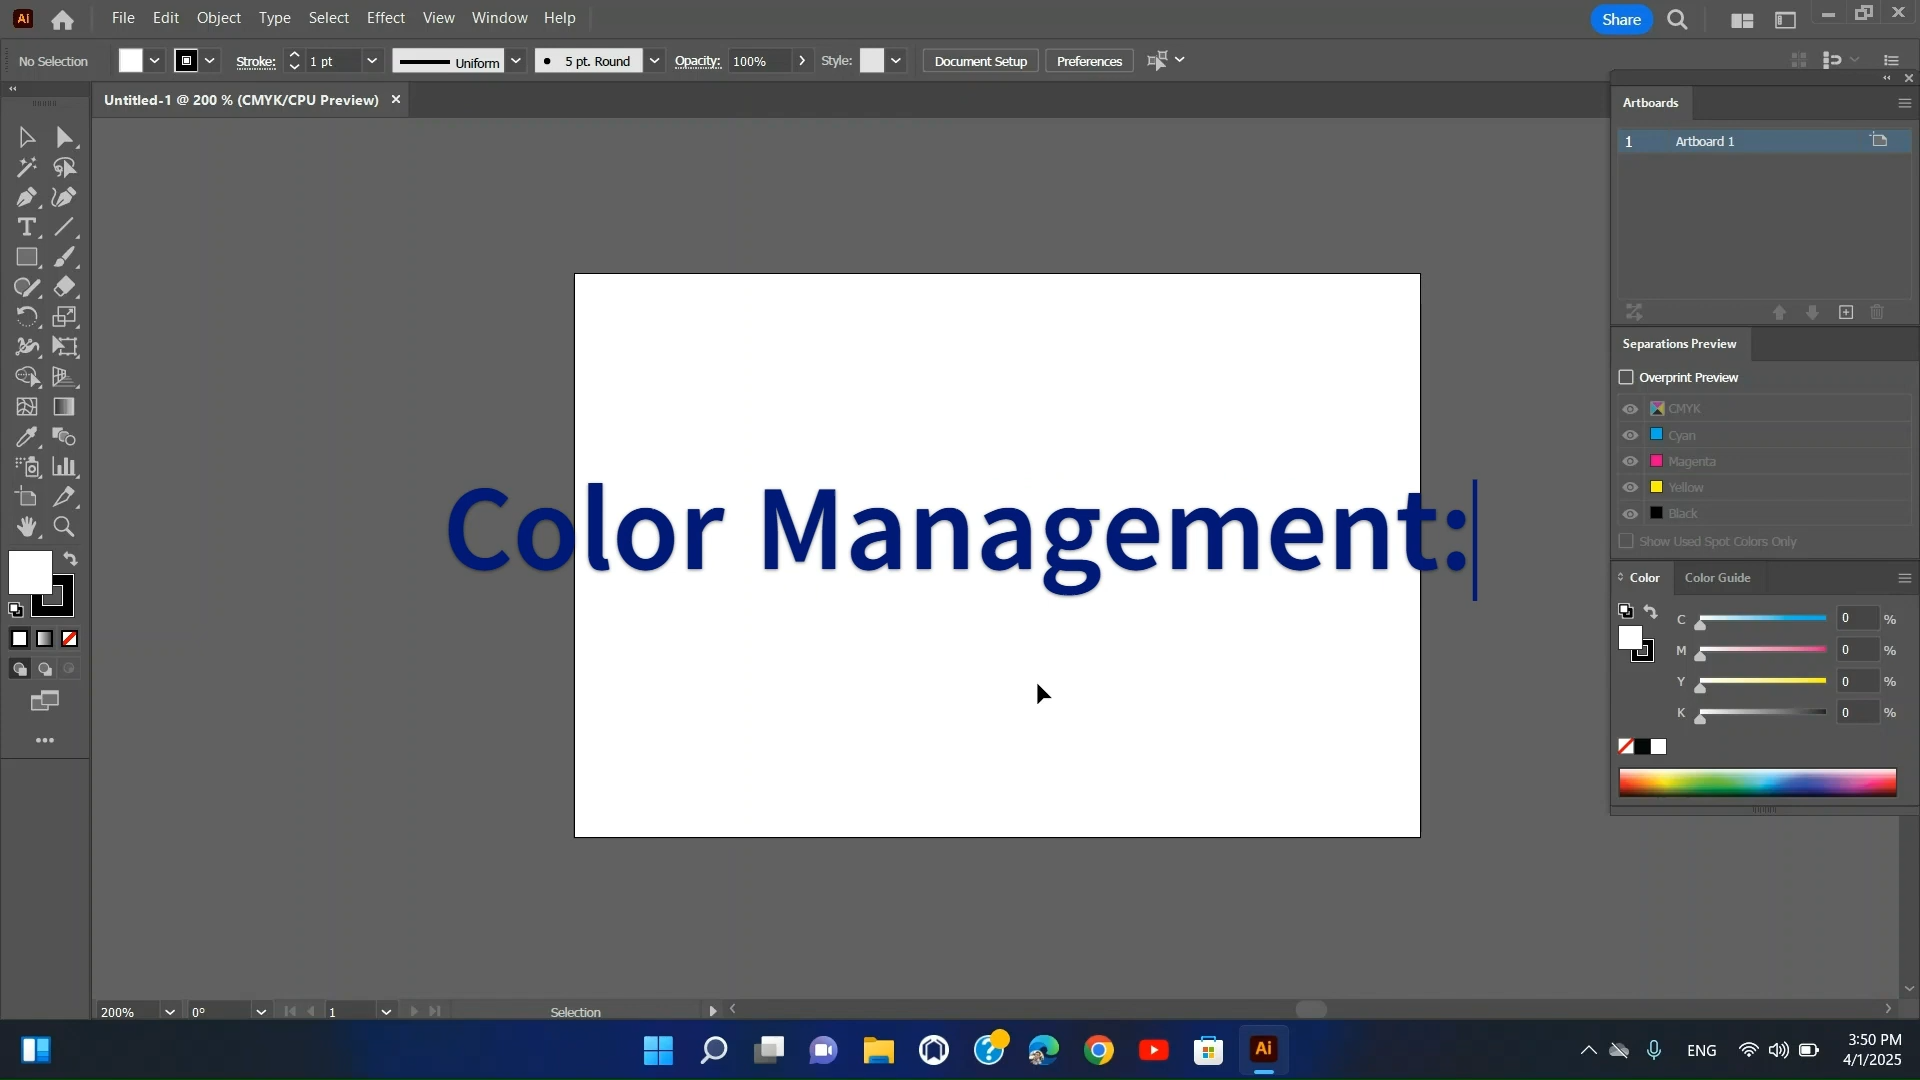 Ai File Edit Object Type Select Effect View Window Help Share
No Selection Stroke: 1 pt Uniform 5 pt. Round Opacity: 100% Style: Document Setup Preferences
Untitled-1 @ 200 % (CMYK/CPU Preview)
Artboards
1 Artboard 1
Separations Preview
Overprint Preview
CMYK
Cyan
Magenta
Yellow
Black
Show Used Spot Colors Only
Color Management:
Color Color Guide
C 0 %
M 0 %
Y 0 %
K 0 %
200% 0° 1 Selection
Ai ENG
3:50 PM
4/1/2025